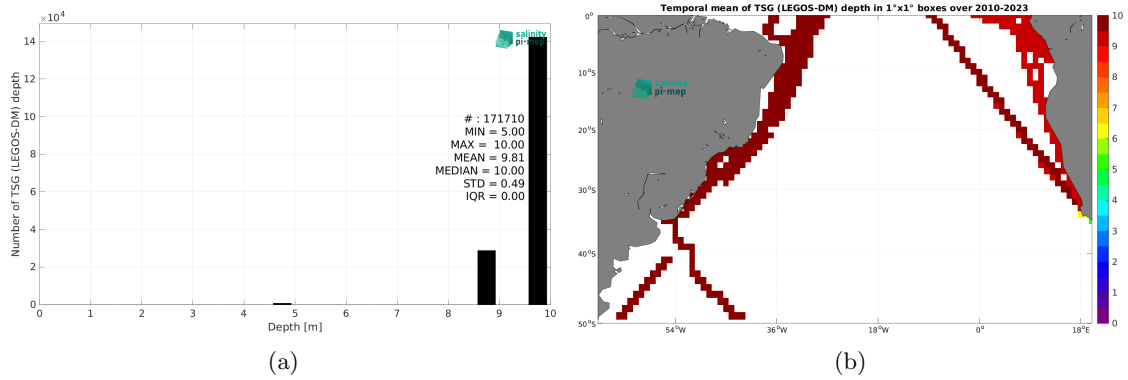 ×10⁴
14
12
10
8
6
4
2
0
Number of TSG (LEGOS-DM) depth
salinity
pi-mep
# : 171710
MIN = 5.00
MAX = 10.00
MEAN = 9.81
MEDIAN = 10.00
STD = 0.49
IQR = 0.00
0 1 2 3 4 5 6 7 8 9 10
Depth [m]
(a)
Temporal mean of TSG (LEGOS-DM) depth in 1°x1° boxes over 2010-2023
0°
10°S
20°S
30°S
40°S
50°S
salinity
pi-mep
54°W 36°W 18°W 0° 18°E
10
9
8
7
6
5
4
3
2
1
0
(b)